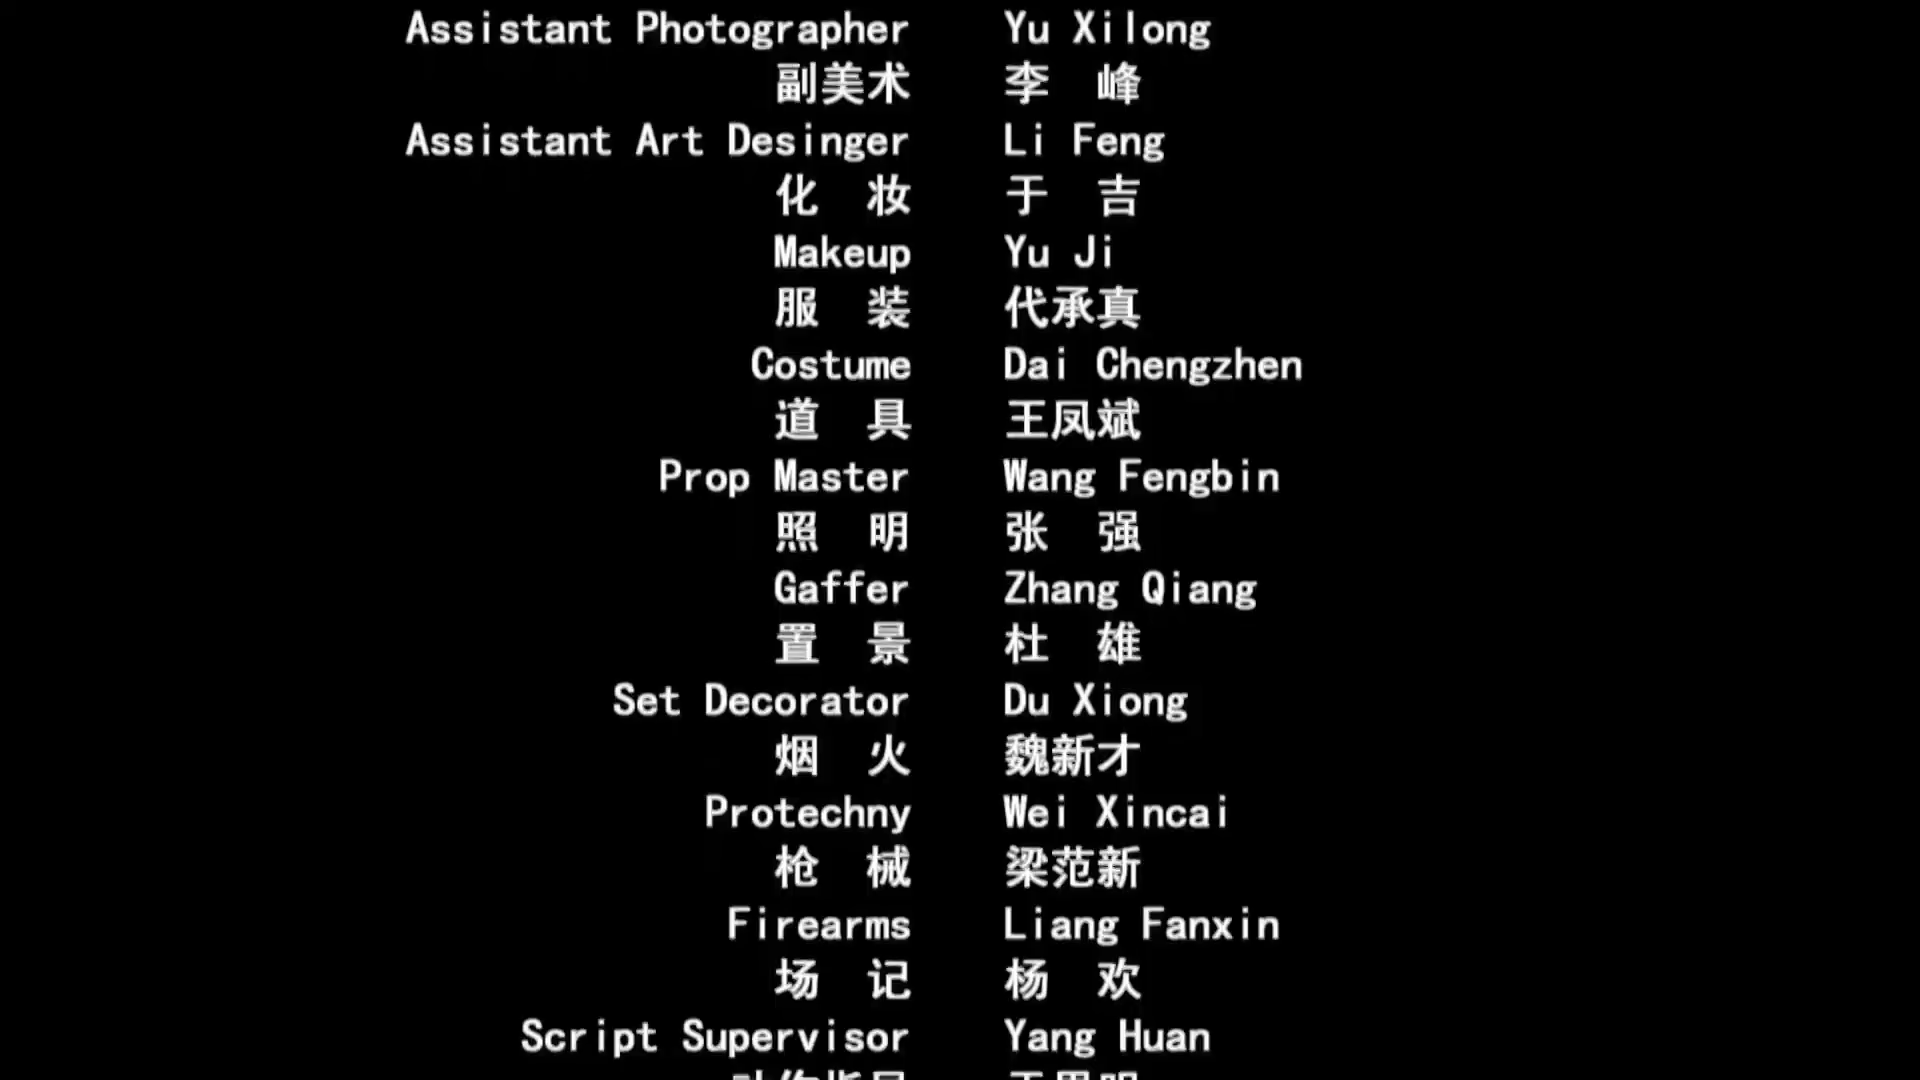 Assistant Photographer Yu Xilong
副美术 李 峰
Assistant Art Desinger Li Feng
化 妆 于 吉
Makeup Yu Ji
服 装 代承真
Costume Dai Chengzhen
道 具 王凤斌
Prop Master Wang Fengbin
照 明 张 强
Gaffer Zhang Qiang
置 景 杜 雄
Set Decorator Du Xiong
烟 火 魏新才
Protechny Wei Xincai
枪 械 梁范新
Firearms Liang Fanxin
场 记 杨 欢
Script Supervisor Yang Huan